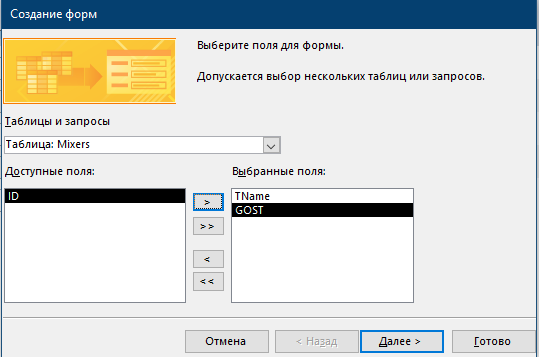 Создание форм
Выберите поля для формы.
Допускается выбор нескольких таблиц или запросов.
Таблицы и запросы
Таблица: Mixers
Доступные поля:
Выбранные поля:
ID
TName
GOST
>
>>
<
<<
Отмена
< Назад
Далее >
Готово